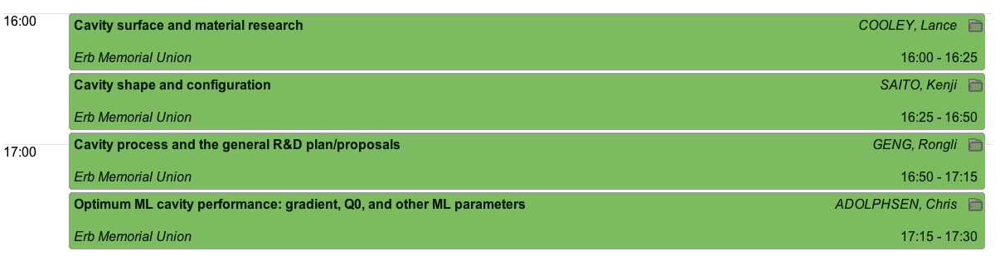 16:00
Cavity surface and material research COOLEY, Lance
Erb Memorial Union 16:00 - 16:25
Cavity shape and configuration SAITO, Kenji
Erb Memorial Union 16:25 - 16:50
17:00
Cavity process and the general R&D plan/proposals GENG, Rongli
Erb Memorial Union 16:50 - 17:15
Optimum ML cavity performance: gradient, Q0, and other ML parameters ADOLPHSEN, Chris
Erb Memorial Union 17:15 - 17:30